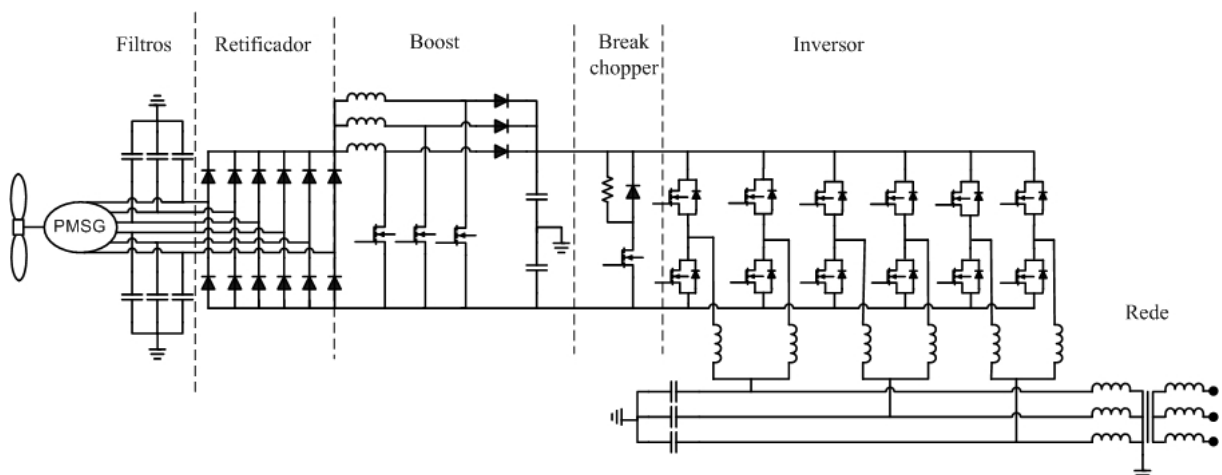 Filtros
Retificador
Boost
Break
chopper
Inversor
PMSG
Rede